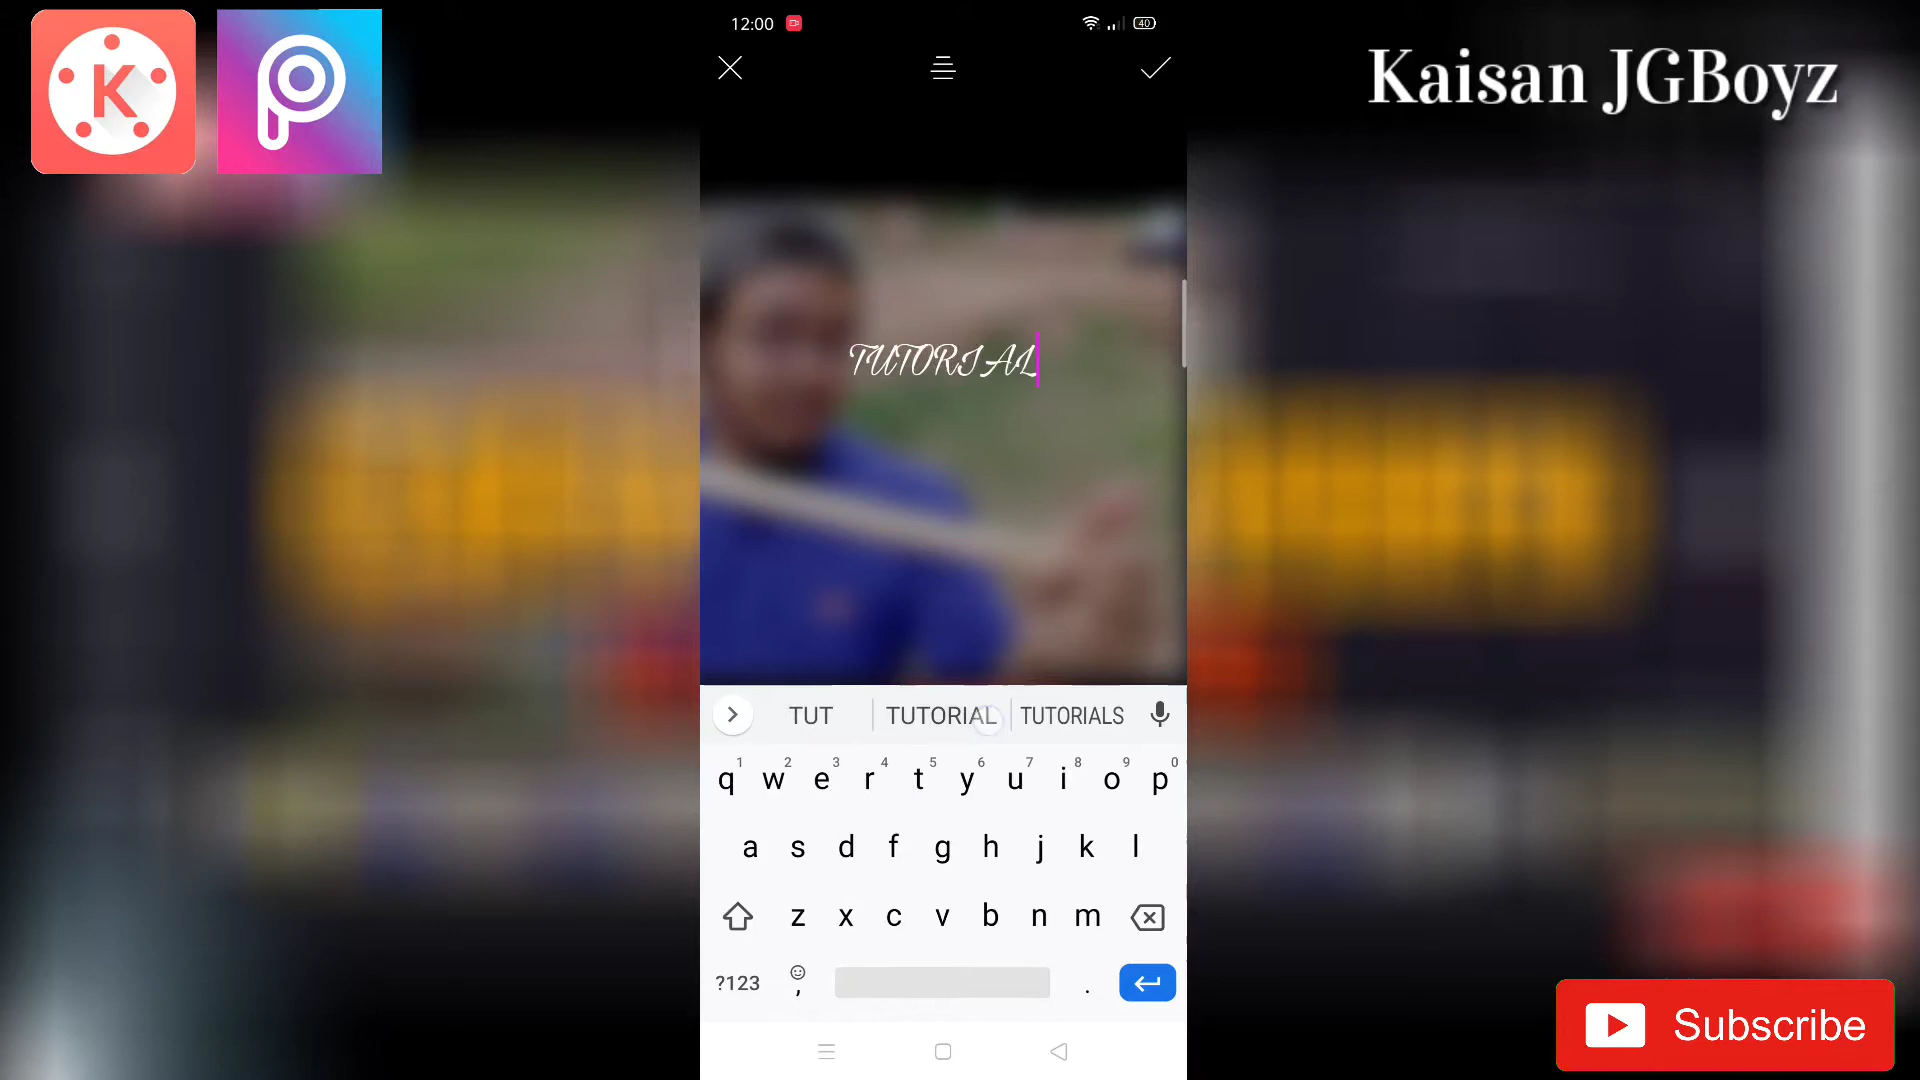 12:00
40
K
Kaisan JGBoyz
TUTORIAL
TUT TUTORIAL TUTORIALS
1 2 3 4 5 6 7 8 9 0
q w e r t y u i o p
a s d f g h j k l
z x c v b n m
?123 , .
Subscribe